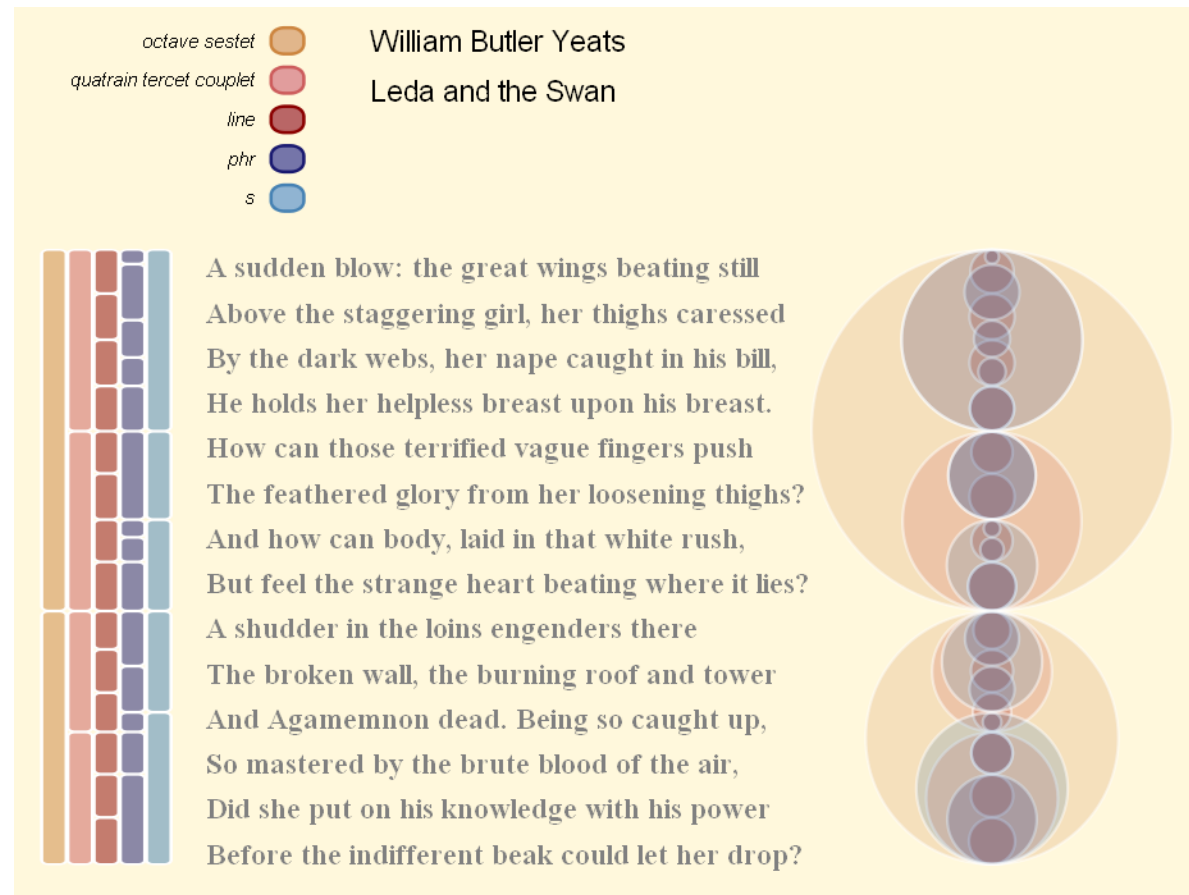 octave sestet
William Butler Yeats
quatrain tercet couplet
Leda and the Swan
line
phr
s
A sudden blow: the great wings beating still
Above the staggering girl, her thighs caressed
By the dark webs, her nape caught in his bill,
He holds her helpless breast upon his breast.
How can those terrified vague fingers push
The feathered glory from her loosening thighs?
And how can body, laid in that white rush,
But feel the strange heart beating where it lies?
A shudder in the loins engenders there
The broken wall, the burning roof and tower
And Agamemnon dead. Being so caught up,
So mastered by the brute blood of the air,
Did she put on his knowledge with his power
Before the indifferent beak could let her drop?